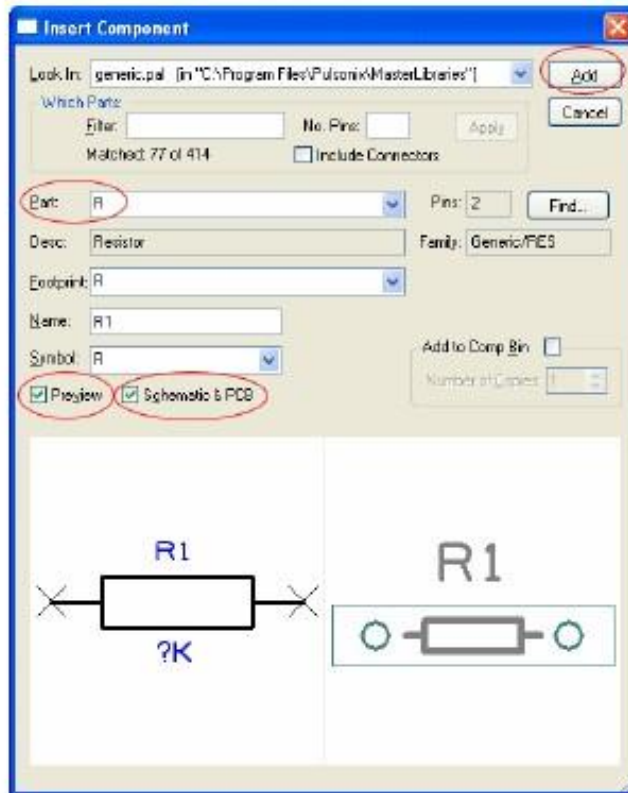 Insert Component
Look In: generic.pal [in "C:\Program Files\Pulsonix\MasterLibraries"] Add
Which Parts
Filter: No. Pins: Apply
Cancel
Matched: 77 of 414 Include Connectors
Part: R Pins: 2 Find...
Desc: Resistor Family: Generic/RES
Footprint: R
Name: R1
Symbol: R Add to Comp Bin
Number of Copies: 1
Preview Schematic & PCB
R1 R1
?K